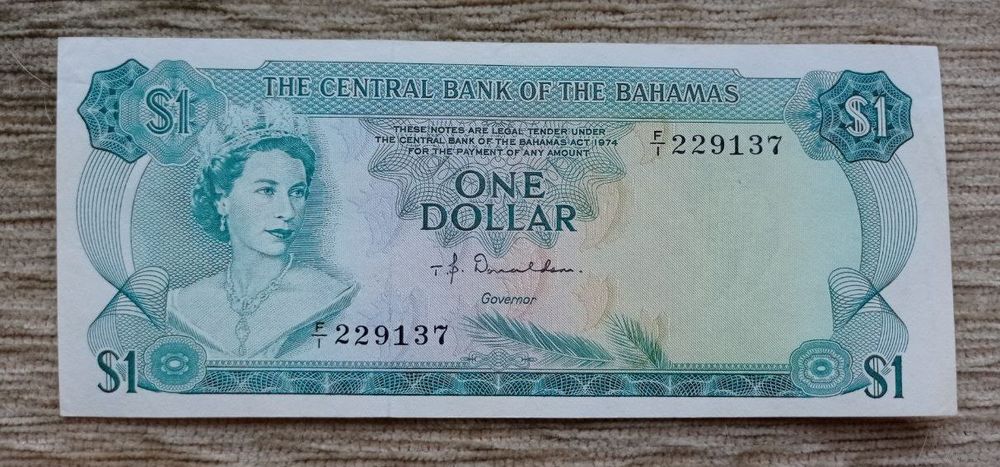 $1
THE CENTRAL BANK OF THE BAHAMAS
$1
THESE NOTES ARE LEGAL TENDER UNDER
THE CENTRAL BANK OF THE BAHAMAS ACT 1974
FOR THE PAYMENT OF ANY AMOUNT
F/1 229137
ONE
DOLLAR
T.B. Donaldson.
Governor
F/1 229137
$1
$1